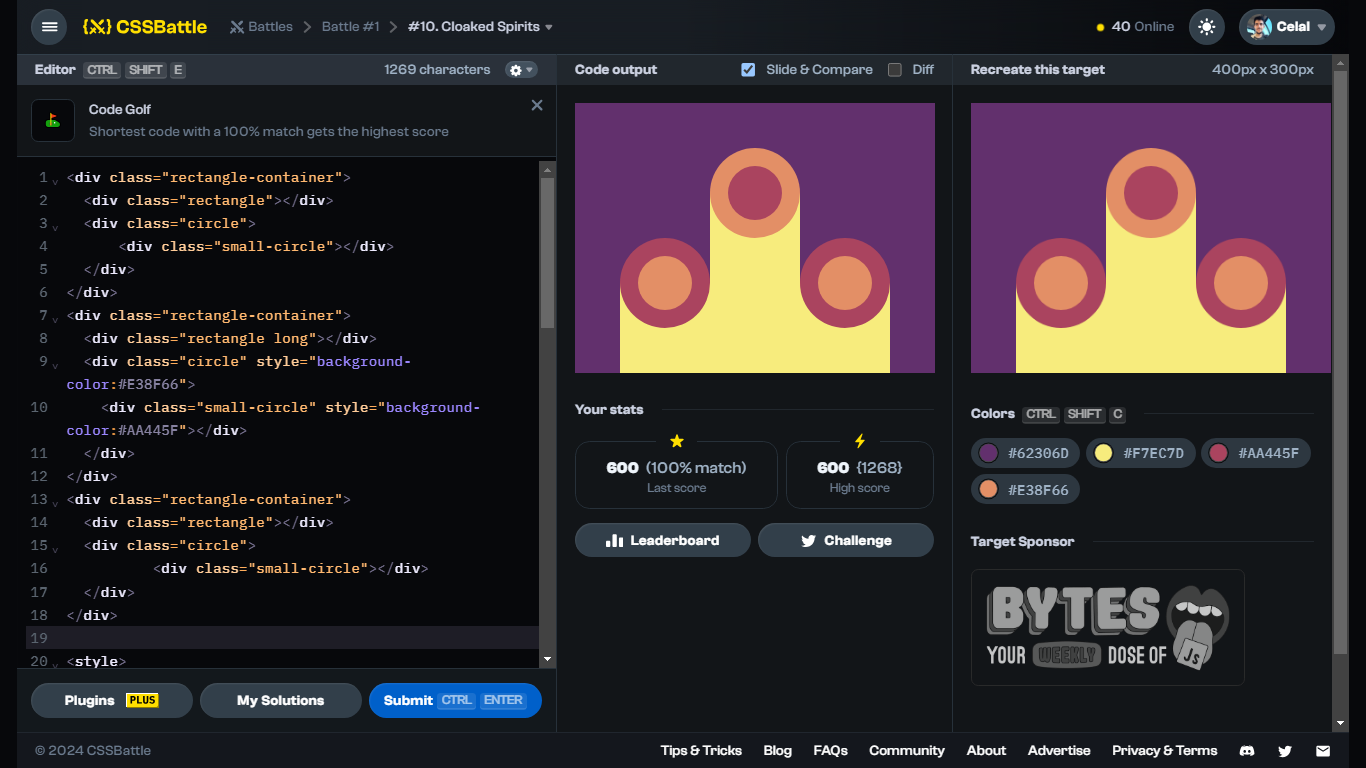 CSSBattle
Battles
Battle #1
#10. Cloaked Spirits
40 Online
Celal
Editor CTRL SHIFT E
1269 characters
Code Golf
Shortest code with a 100% match gets the highest score
1 <div class="rectangle-container">
2 <div class="rectangle"></div>
3 <div class="circle">
4 <div class="small-circle"></div>
5 </div>
6 </div>
7 <div class="rectangle-container">
8 <div class="rectangle long"></div>
9 <div class="circle" style="background-
color:#E38F66">
10 <div class="small-circle" style="background-
color:#AA445F"></div>
11 </div>
12 </div>
13 <div class="rectangle-container">
14 <div class="rectangle"></div>
15 <div class="circle">
16 <div class="small-circle"></div>
17 </div>
18 </div>
19
20 <style>
Plugins PLUS
My Solutions
Submit CTRL ENTER
Code output
Slide & Compare
Diff
Your stats
600 (100% match)
Last score
600 {1268}
High score
Leaderboard
Challenge
Recreate this target
400px x 300px
Colors CTRL SHIFT C
#62306D
#F7EC7D
#AA445F
#E38F66
Target Sponsor
BYTES
YOUR WEEKLY DOSE OF JS
© 2024 CSSBattle
Tips & Tricks
Blog
FAQs
Community
About
Advertise
Privacy & Terms